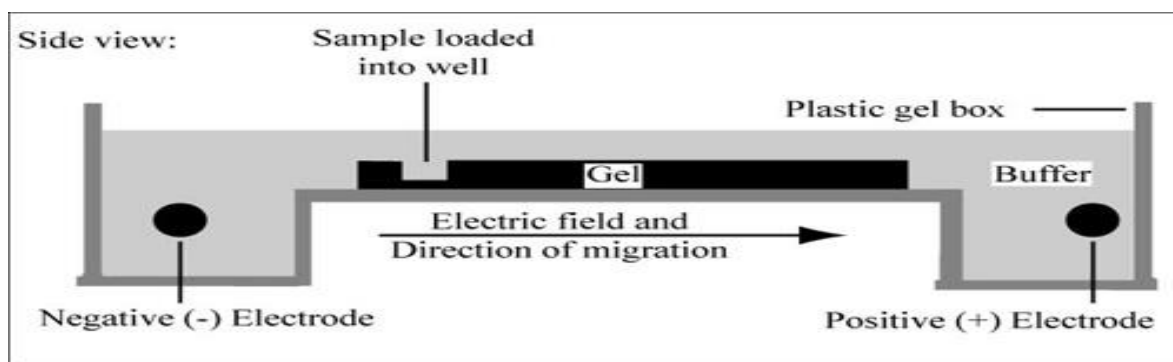 Side view:
Sample loaded
into well
Plastic gel box
Gel
Buffer
Electric field and
Direction of migration
Negative (-) Electrode
Positive (+) Electrode